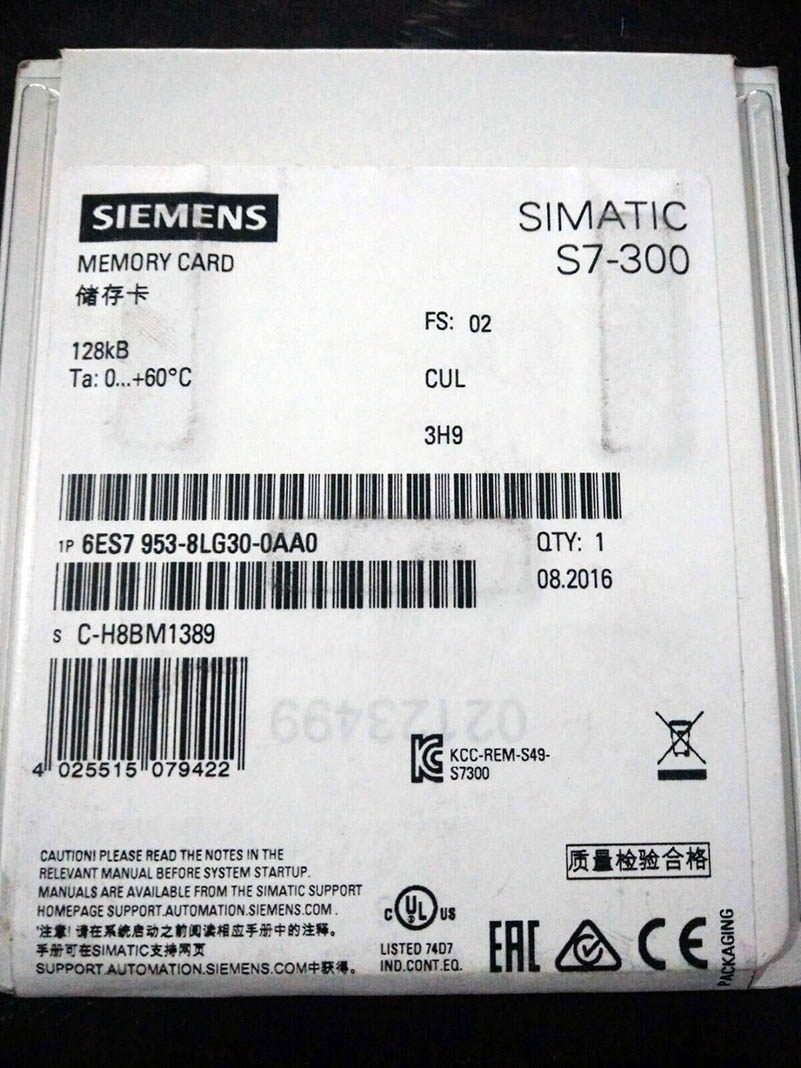 SIEMENS
SIMATIC
S7-300
MEMORY CARD
储存卡
FS: 02
128kB
Ta: 0...+60°C
CUL
3H9
1P 6ES7 953-8LG30-0AA0
QTY: 1
08.2016
S C-H8BM1389
02123499
4 025515 079422
KCC-REM-S49-
S7300
CAUTION! PLEASE READ THE NOTES IN THE
RELEVANT MANUAL BEFORE SYSTEM STARTUP.
MANUALS ARE AVAILABLE FROM THE SIMATIC SUPPORT
HOMEPAGE SUPPORT.AUTOMATION.SIEMENS.COM .
'注意! 请在系统启动之前阅读相应手册中的注释。
手册可在SIMATIC支持网页
SUPPORT.AUTOMATION.SIEMENS.COM中获得。
质量检验合格
C UL US
LISTED 74D7
IND.CONT.EQ.
EAC
CE
PACKAGING